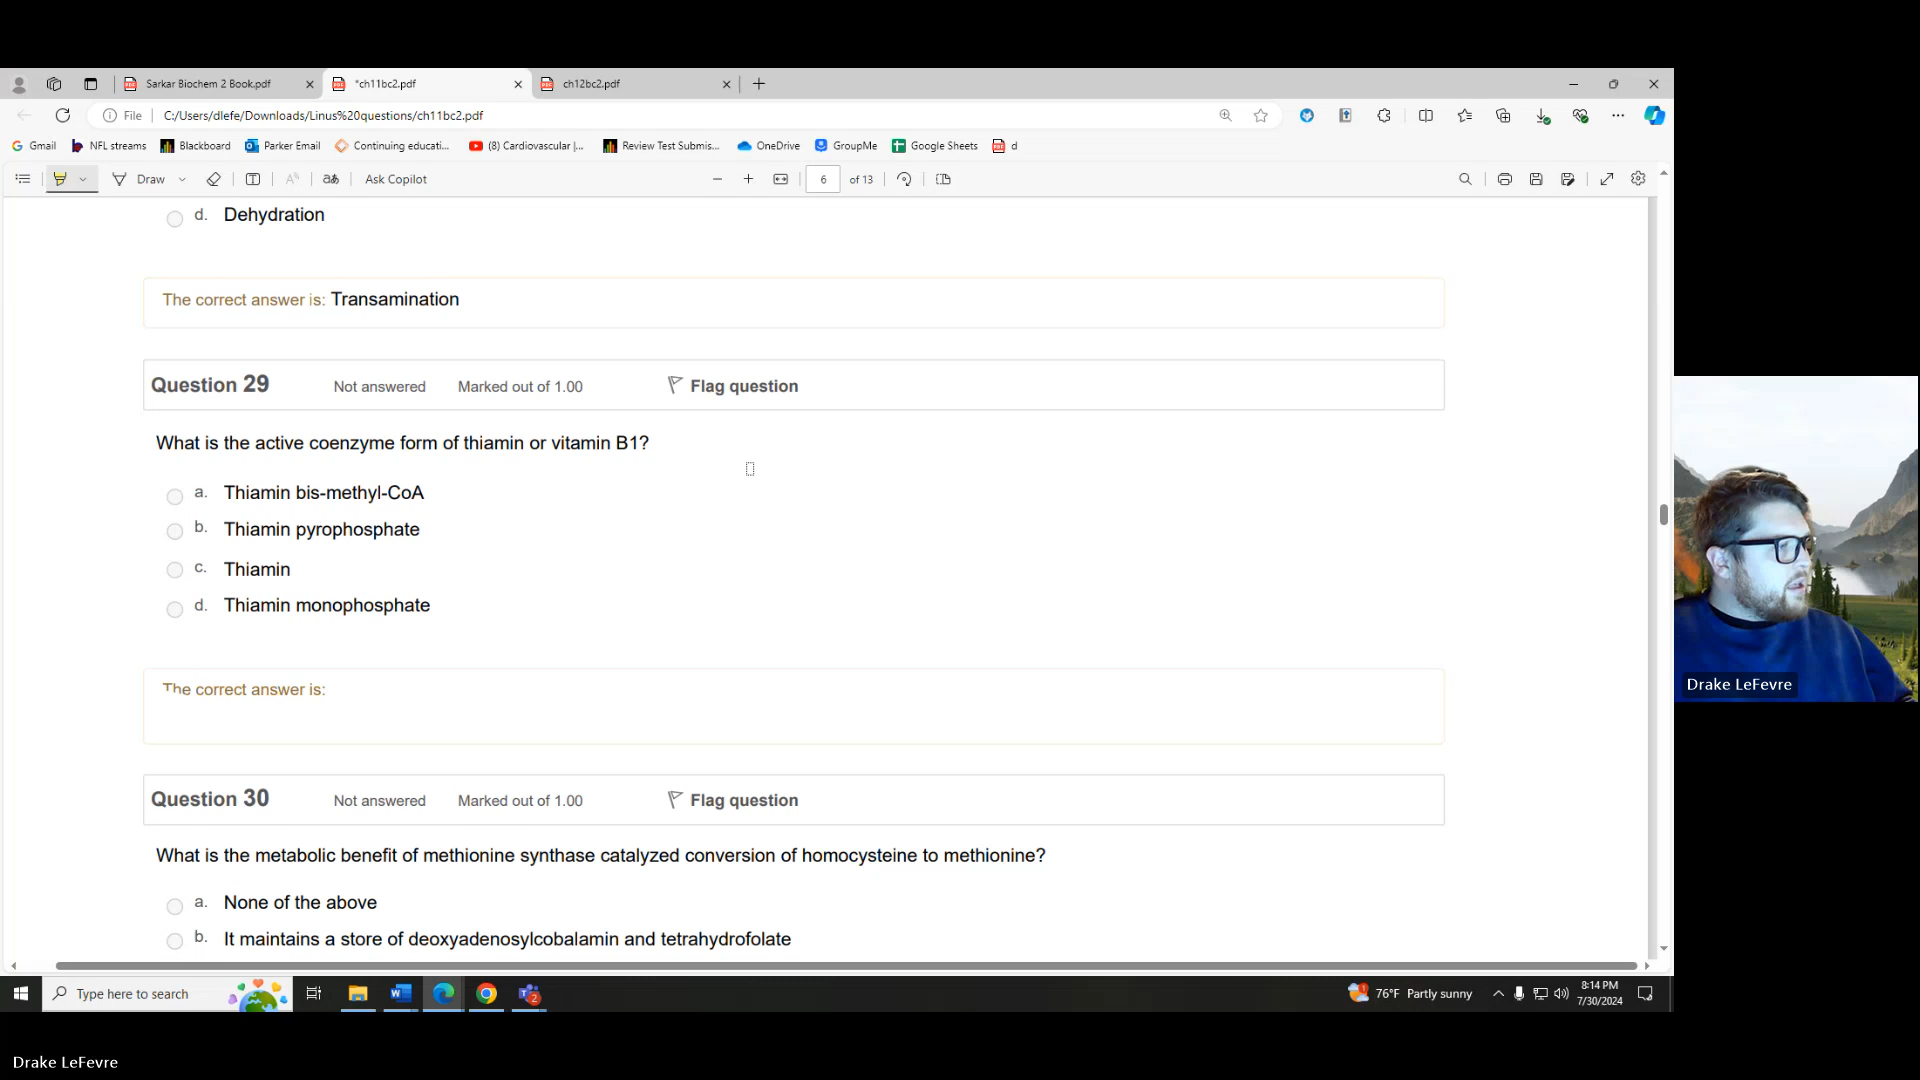 Sarkar Biochem 2 Book.pdf
*ch11bc2.pdf
ch12bc2.pdf
File
C:/Users/dlefe/Downloads/Linus%20questions/ch11bc2.pdf
Gmail
NFL streams
Blackboard
Parker Email
Continuing educati...
(8) Cardiovascular |...
Review Test Submis...
OneDrive
GroupMe
Google Sheets
d
Draw
Ask Copilot
6
of 13
d. Dehydration
The correct answer is: Transamination
Question 29 Not answered Marked out of 1.00 Flag question
What is the active coenzyme form of thiamin or vitamin B1?
a. Thiamin bis-methyl-CoA
b. Thiamin pyrophosphate
c. Thiamin
d. Thiamin monophosphate
The correct answer is:
Question 30 Not answered Marked out of 1.00 Flag question
What is the metabolic benefit of methionine synthase catalyzed conversion of homocysteine to methionine?
a. None of the above
b. It maintains a store of deoxyadenosylcobalamin and tetrahydrofolate
Drake LeFevre
Type here to search
76°F Partly sunny
8:14 PM
7/30/2024
Drake LeFevre